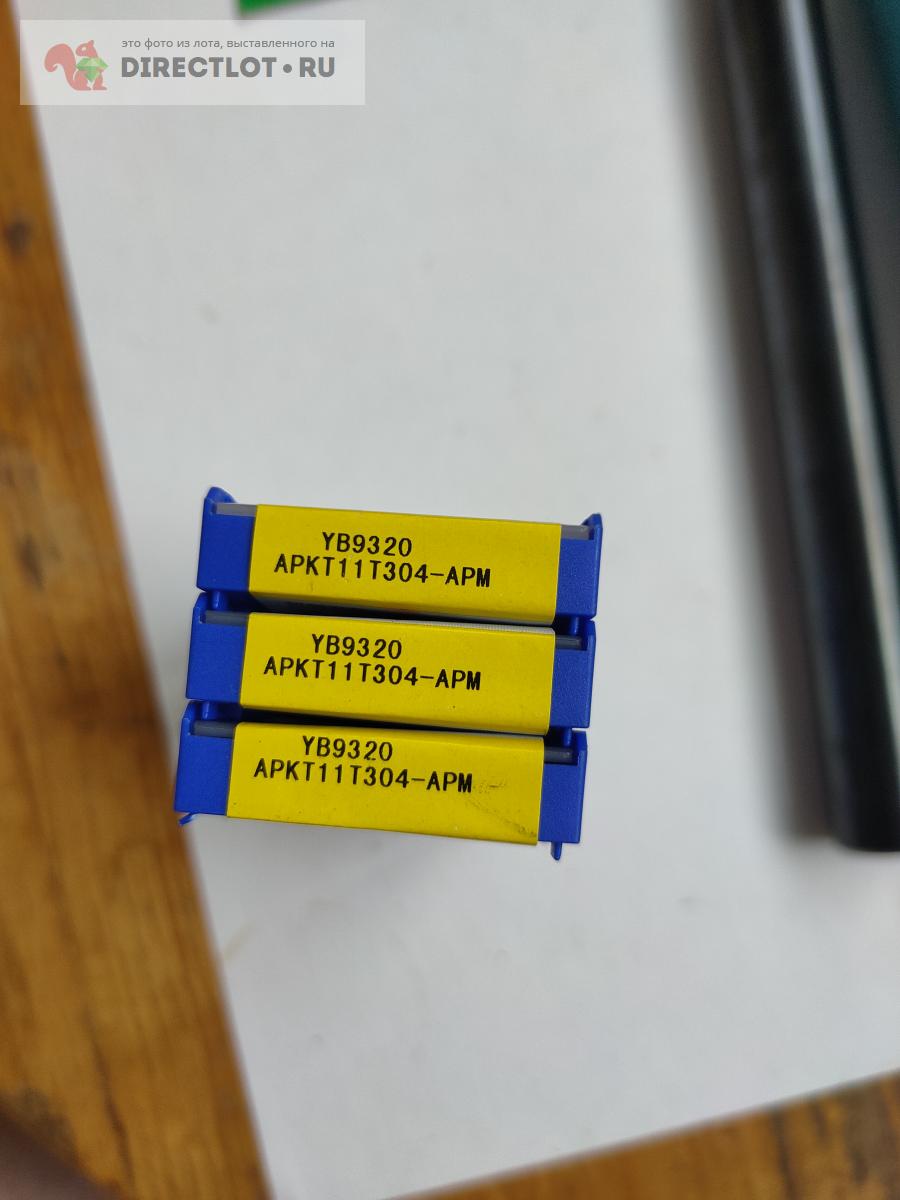 это фото из лота, выставленного на
DIRECTLOT•RU
YB9320
APKT11T304-APM
YB9320
APKT11T304-APM
YB9320
APKT11T304-APM